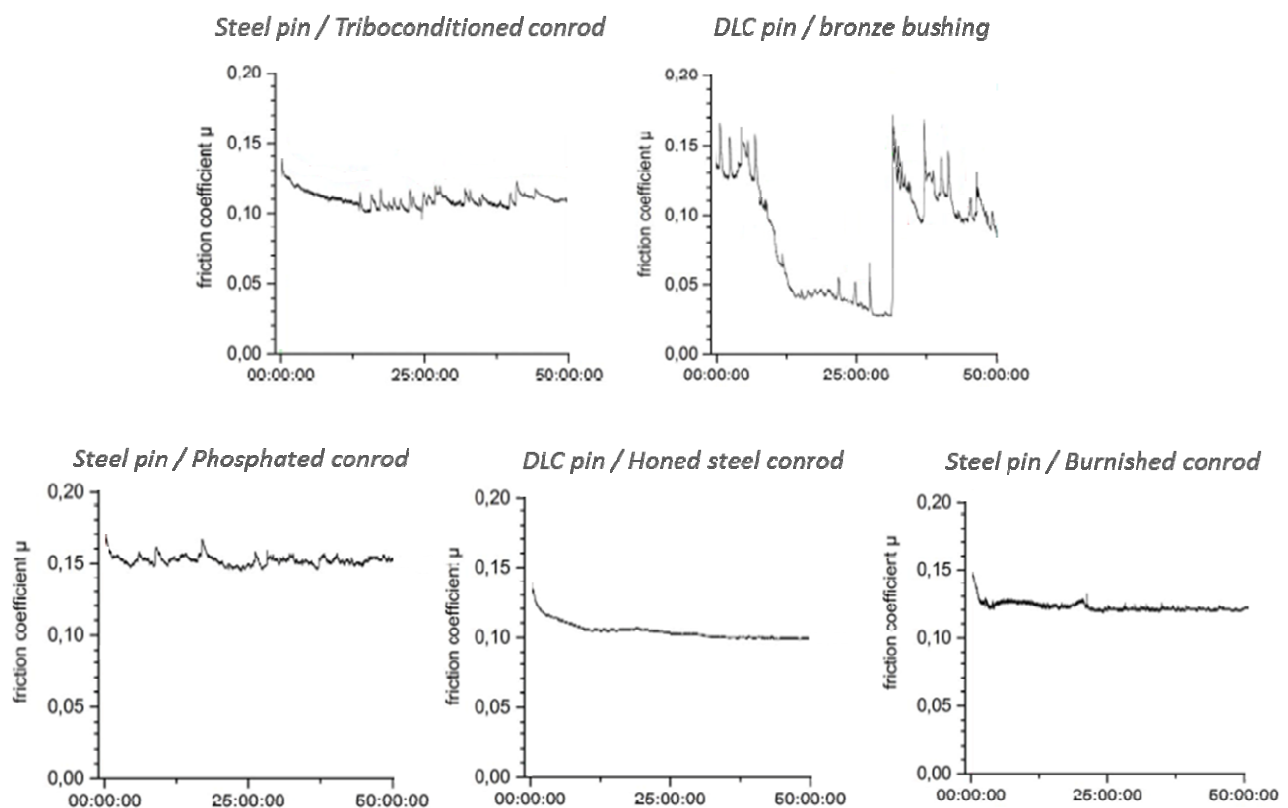 Steel pin / Triboconditioned conrod
DLC pin / bronze bushing
0,20
0,15
0,10
0,05
0,00
friction coefficient µ
00:00:00 25:00:00 50:00:00
0,20
0,15
0,10
0,05
0,00
friction coefficient µ
00:00:00 25:00:00 50:00:00
Steel pin / Phosphated conrod
DLC pin / Honed steel conrod
Steel pin / Burnished conrod
0,20
0,15
0,10
0,05
0,00
friction coefficient µ
00:00:00 25:00:00 50:00:00
0,20
0,15
0,10
0,05
0,00
friction coefficient µ
00:00:00 25:00:00 50:00:00
0,20
0,15
0,10
0,05
0,00
friction coefficient µ
00:00:00 25:00:00 50:00:00